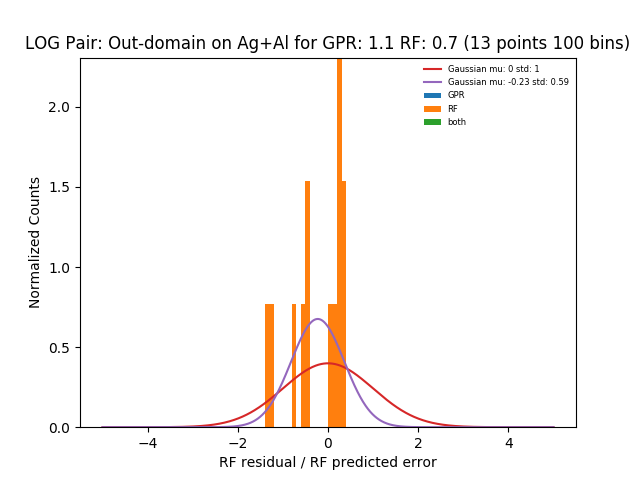 LOG Pair: Out-domain on Ag+Al for GPR: 1.1 RF: 0.7 (13 points 100 bins)
Gaussian mu: 0 std: 1
Gaussian mu: -0.23 std: 0.59
GPR
RF
both
2.0
1.5
1.0
0.5
0.0
Normalized Counts
−4
−2
0
2
4
RF residual / RF predicted error